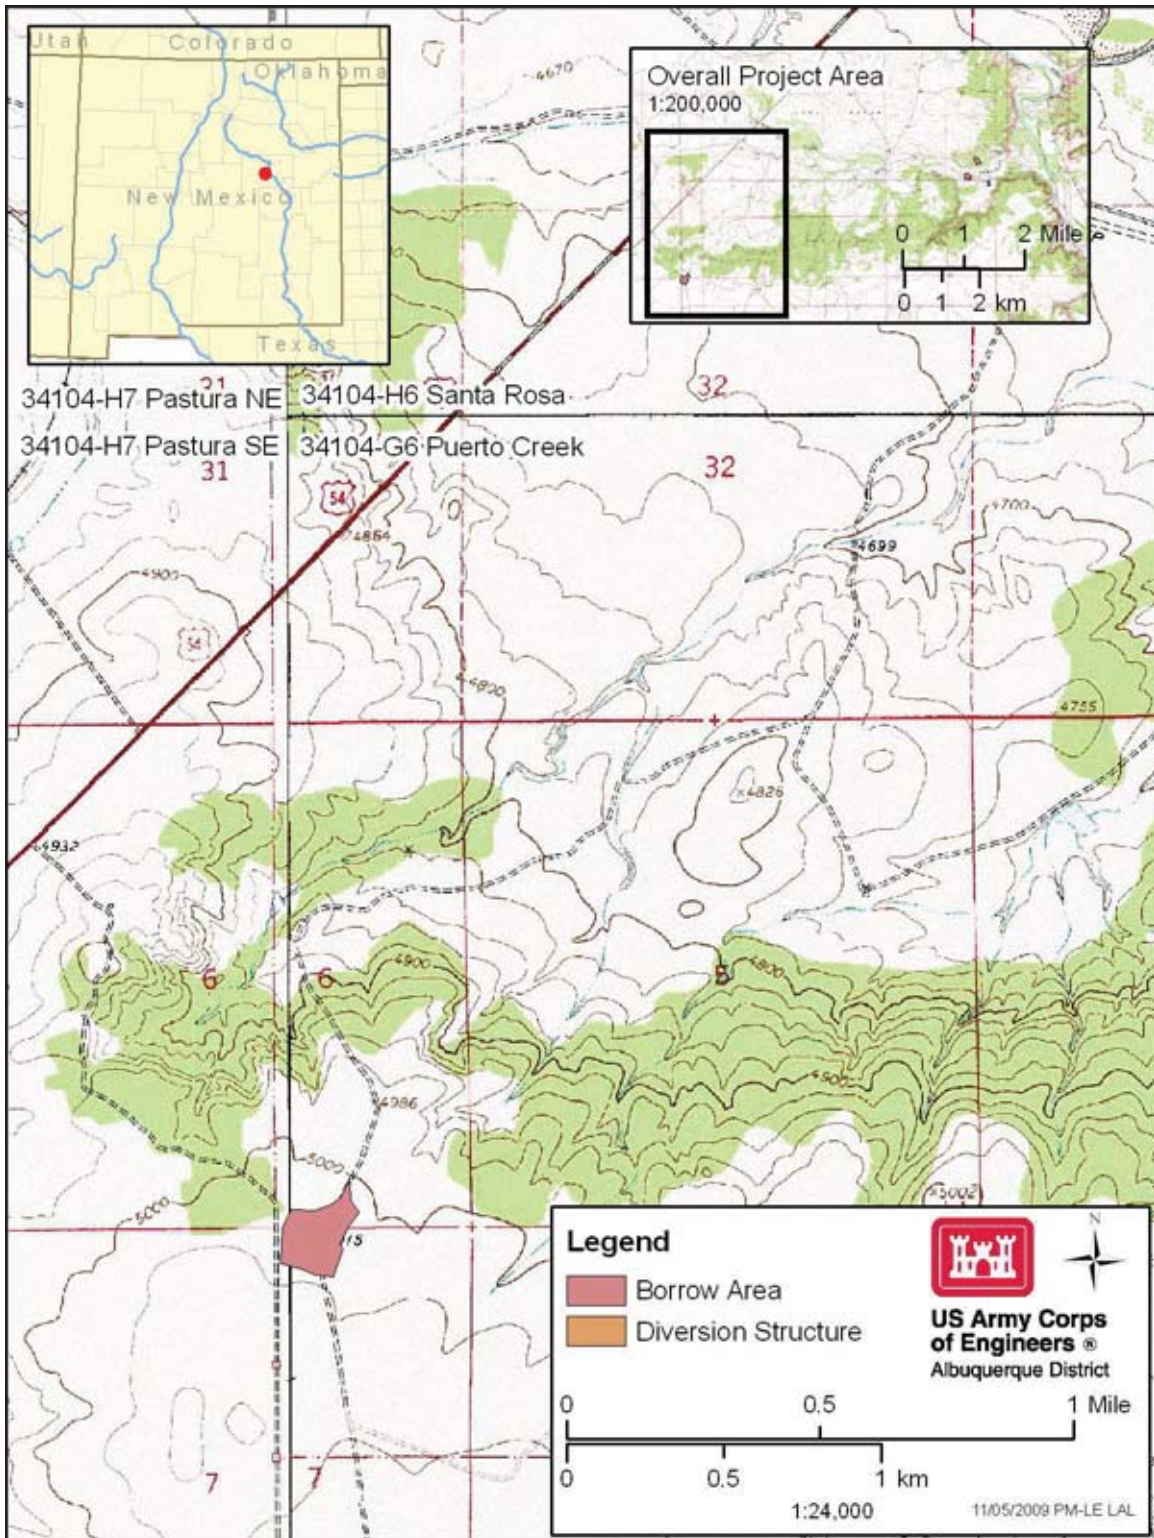 Utah
Colorado
Oklahoma
New Mexico
Texas
4670
Overall Project Area
1:200,000
0 1 2 Mile
0 1 2 km
31
32
34104-H7 Pastura NE
34104-H6 Santa Rosa
34104-H7 Pastura SE
34104-G6 Puerto Creek
31
32
54
4864
4700
4699
4900
54
4800
4755
×4826
4932
6
6
4900
5
4800
4900
4986
5000
5000
×5002
15
7
7
Legend
Borrow Area
Diversion Structure
N
US Army Corps
of Engineers ®
Albuquerque District
0 0.5 1 Mile
0 0.5 1 km
1:24,000
11/05/2009 PM-LE LAL